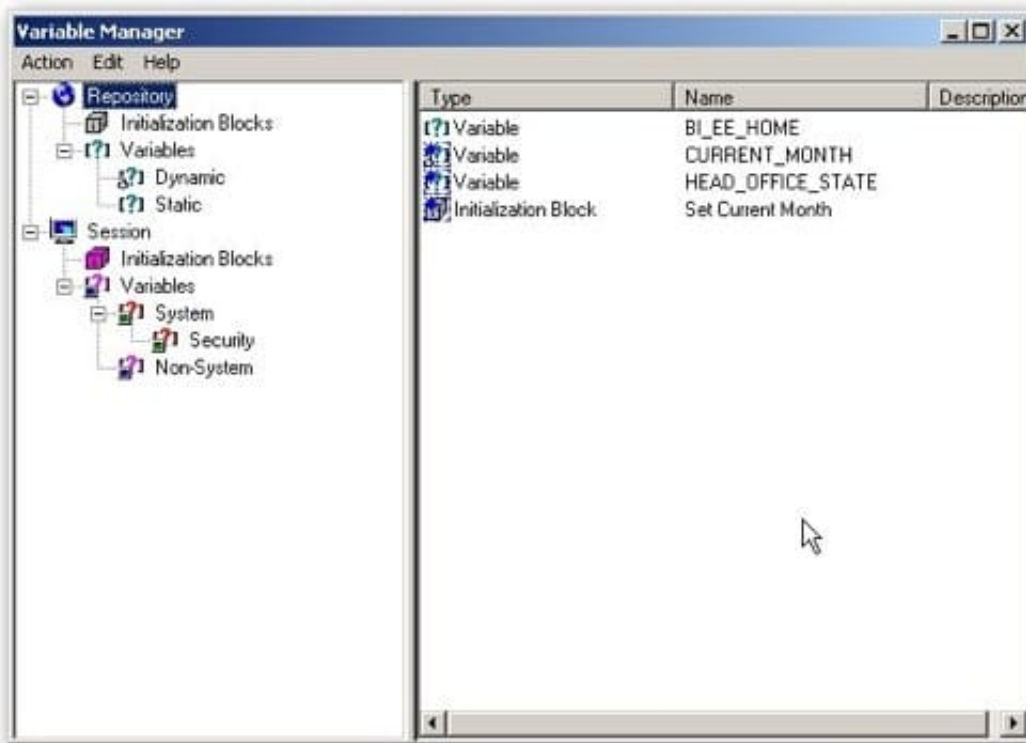 Variable Manager
Action Edit Help
Repository
Initialization Blocks
Variables
Dynamic
Static
Session
Initialization Blocks
Variables
System
Security
Non-System
Type Name Description
Variable BI_EE_HOME
Variable CURRENT_MONTH
Variable HEAD_OFFICE_STATE
Initialization Block Set Current Month